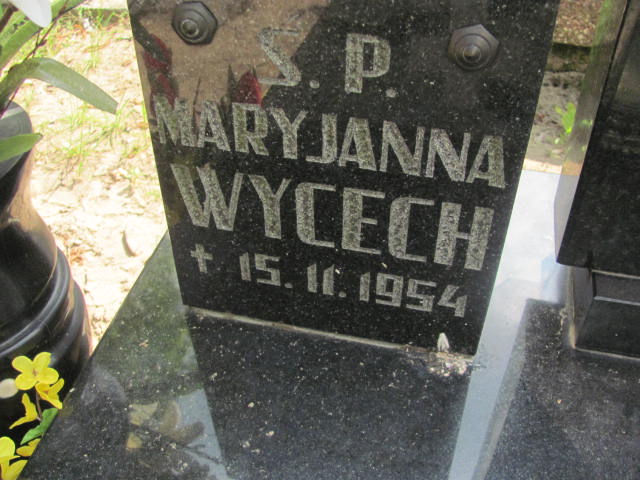 S. P.
MARYJANNA
WYCECH
+ 15.11.1954